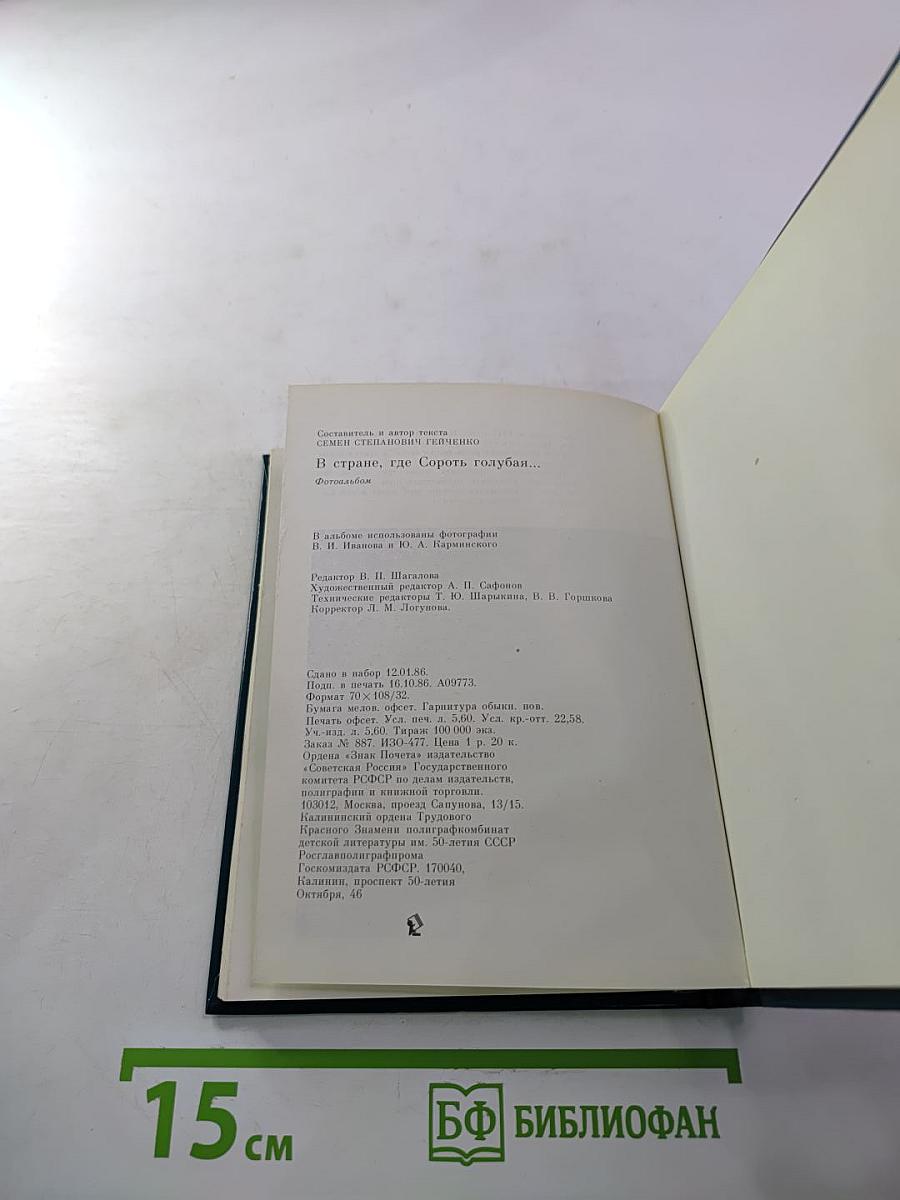 Составитель и автор текста
СЕМЕН СТЕПАНОВИЧ ГЕЙЧЕНКО
В стране, где Сороть голубая...
Фотоальбом
В альбоме использованы фотографии
В. И. Иванова и Ю. А. Карминского
Редактор В. П. Шагалова
Художественный редактор А. П. Сафонов
Технические редакторы Т. Ю. Шарыкина, В. В. Горшкова
Корректор Л. М. Логунова.
Сдано в набор 12.01.86.
Подп. в печать 16.10.86. А09773.
Формат 70×108/32.
Бумага мелов. офсет. Гарнитура обыкн. нов.
Печать офсет. Усл. печ. л. 5,60. Усл. кр.-отт. 22,58.
Уч.-изд. л. 5,60. Тираж 100 000 экз.
Заказ № 887. ИЗО-477. Цена 1 р. 20 к.
Ордена «Знак Почета» издательство
«Советская Россия» Государственного
комитета РСФСР по делам издательств,
полиграфии и книжной торговли.
103012, Москва, проезд Сапунова, 13/15.
Калининский ордена Трудового
Красного Знамени полиграфкомбинат
детской литературы им. 50-летия СССР
Росглавполиграфпрома
Госкомиздата РСФСР. 170040,
Калинин, проспект 50-летия
Октября, 46
15 см
БФ БИБЛИОФАН